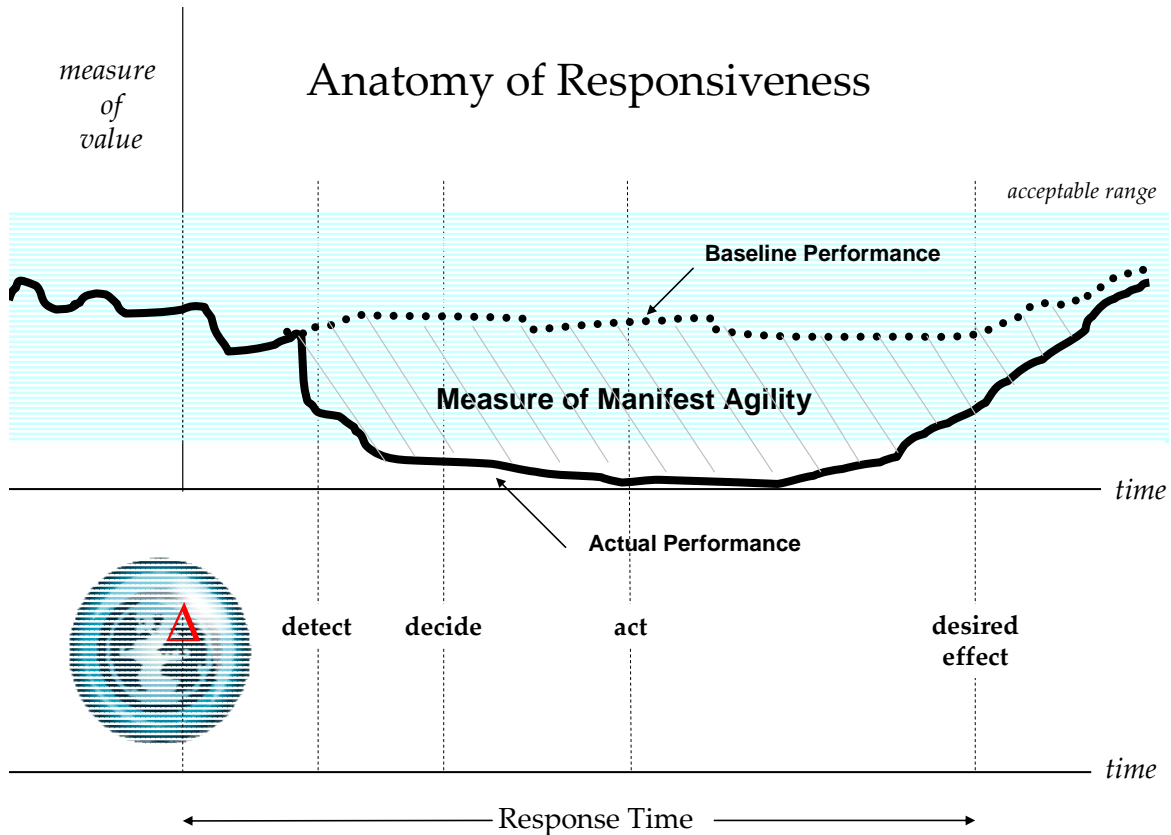 measure
of
value
Anatomy of Responsiveness
acceptable range
Baseline Performance
Measure of Manifest Agility
time
Actual Performance
Δ
detect
decide
act
desired
effect
time
Response Time